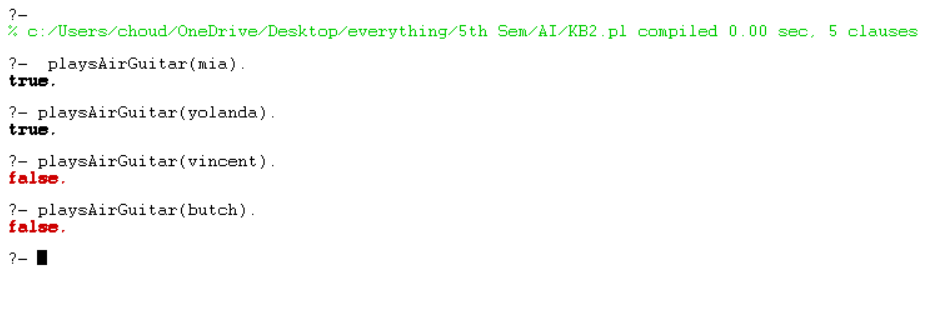 ?-
% c:/Users/choud/OneDrive/Desktop/everything/5th Sem/AI/KB2.pl compiled 0.00 sec, 5 clauses
?-  playsAirGuitar(mia).
true.
?- playsAirGuitar(yolanda).
true.
?- playsAirGuitar(vincent).
false.
?- playsAirGuitar(butch).
false.
?-